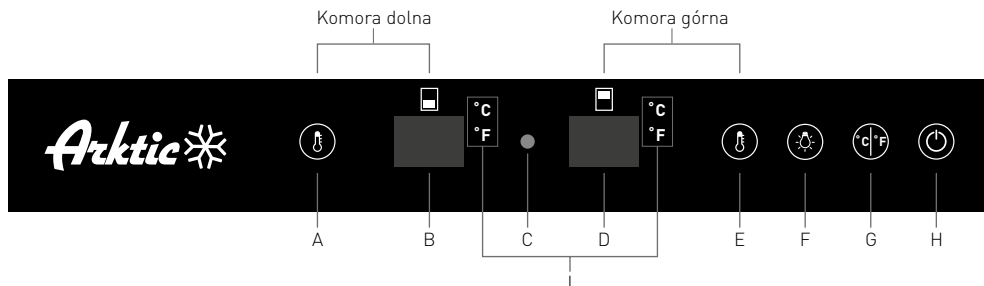 Komora dolna Komora górna
°C °C
°F °F
Arktic °C °F
A B C D E F G H
I